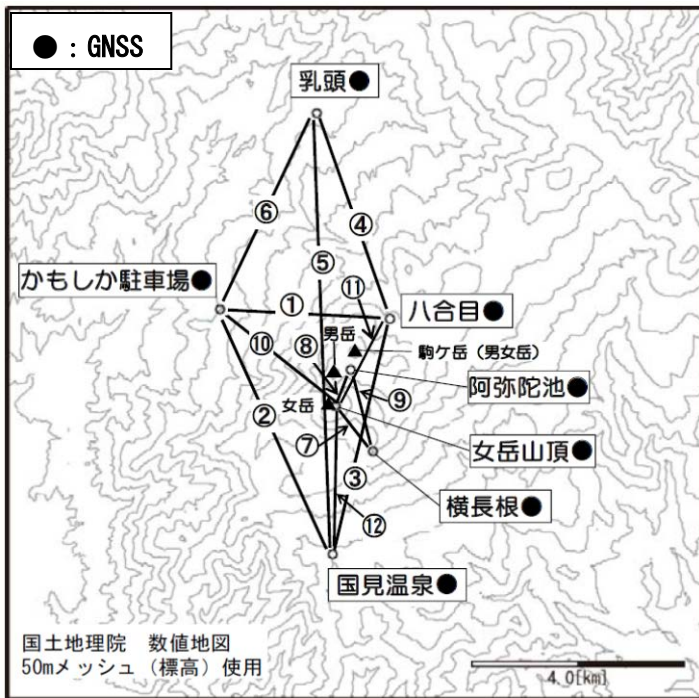 ●：GNSS
乳頭●
⑥
④
⑤
かもしか駐車場●
①
⑪
八合目●
男岳
⑩
⑧
駒ケ岳（男女岳）
阿弥陀池●
⑨
女岳
②
⑦
女岳山頂●
③
横長根●
⑫
国見温泉●
国土地理院　数値地図
50mメッシュ（標高）使用
4.0[km]